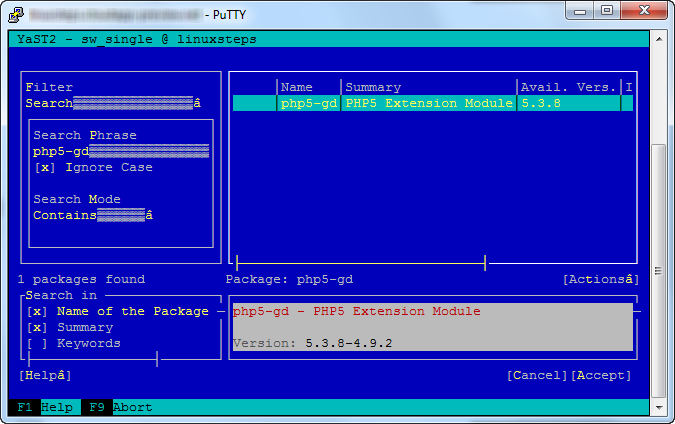 - PuTTY
YaST2 - sw_single @ linuxsteps
Filter
Searchâ
Search Phrase
php5-gd
[x] Ignore Case
Search Mode
Containsâ
Name Summary Avail. Vers. I
php5-gd PHP5 Extension Module 5.3.8
1 packages found Package: php5-gd [Actionsâ]
Search in
[x] Name of the Package
[x] Summary
[ ] Keywords
php5-gd - PHP5 Extension Module
Version: 5.3.8-4.9.2
[Helpâ] [Cancel][Accept]
F1 Help F9 Abort